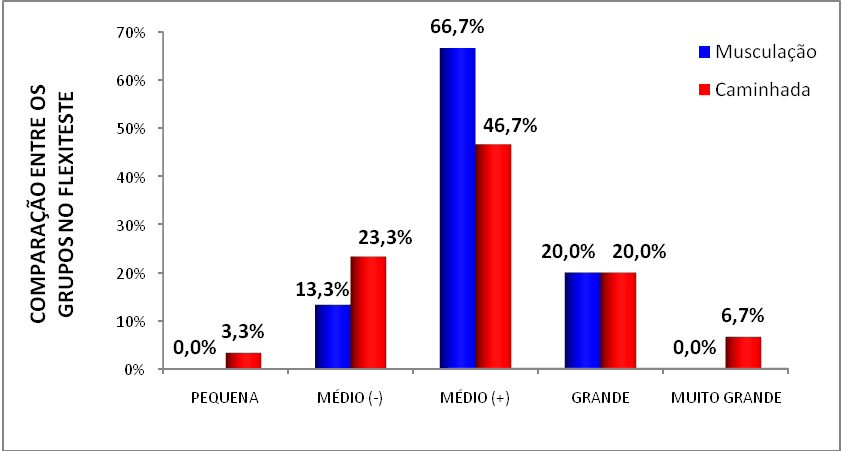 COMPARAÇÃO ENTRE OS
GRUPOS NO FLEXITESTE
70%
60%
50%
40%
30%
20%
10%
0%
66,7%
46,7%
23,3%
13,3%
20,0%
20,0%
0,0%
3,3%
0,0%
6,7%
Musculação
Caminhada
PEQUENA
MÉDIO (-)
MÉDIO (+)
GRANDE
MUITO GRANDE